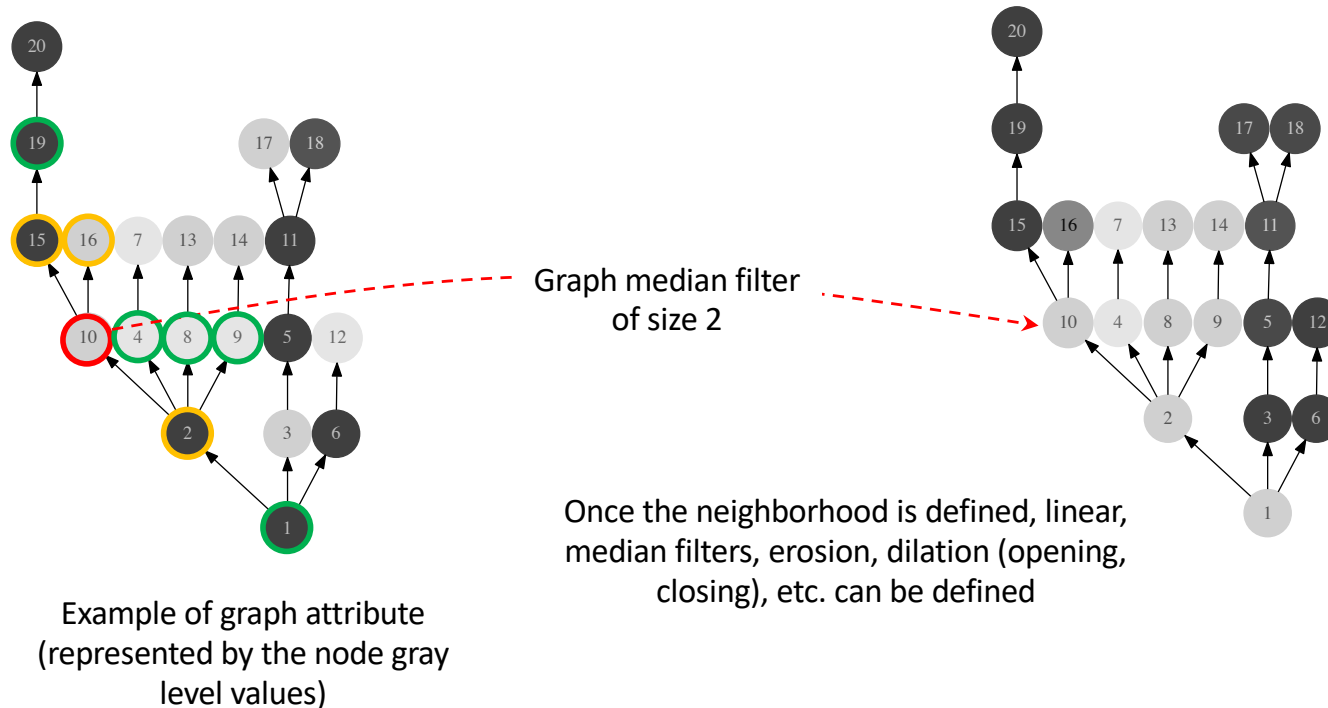 20
19
17 18
15 16 7 13 14 11
10 4 8 9 5 12
2 3 6
1
Example of graph attribute
(represented by the node gray
level values)
Graph median filter
of size 2
Once the neighborhood is defined, linear,
median filters, erosion, dilation (opening,
closing), etc. can be defined
20
19
17 18
15 16 7 13 14 11
10 4 8 9 5 12
2 3 6
1